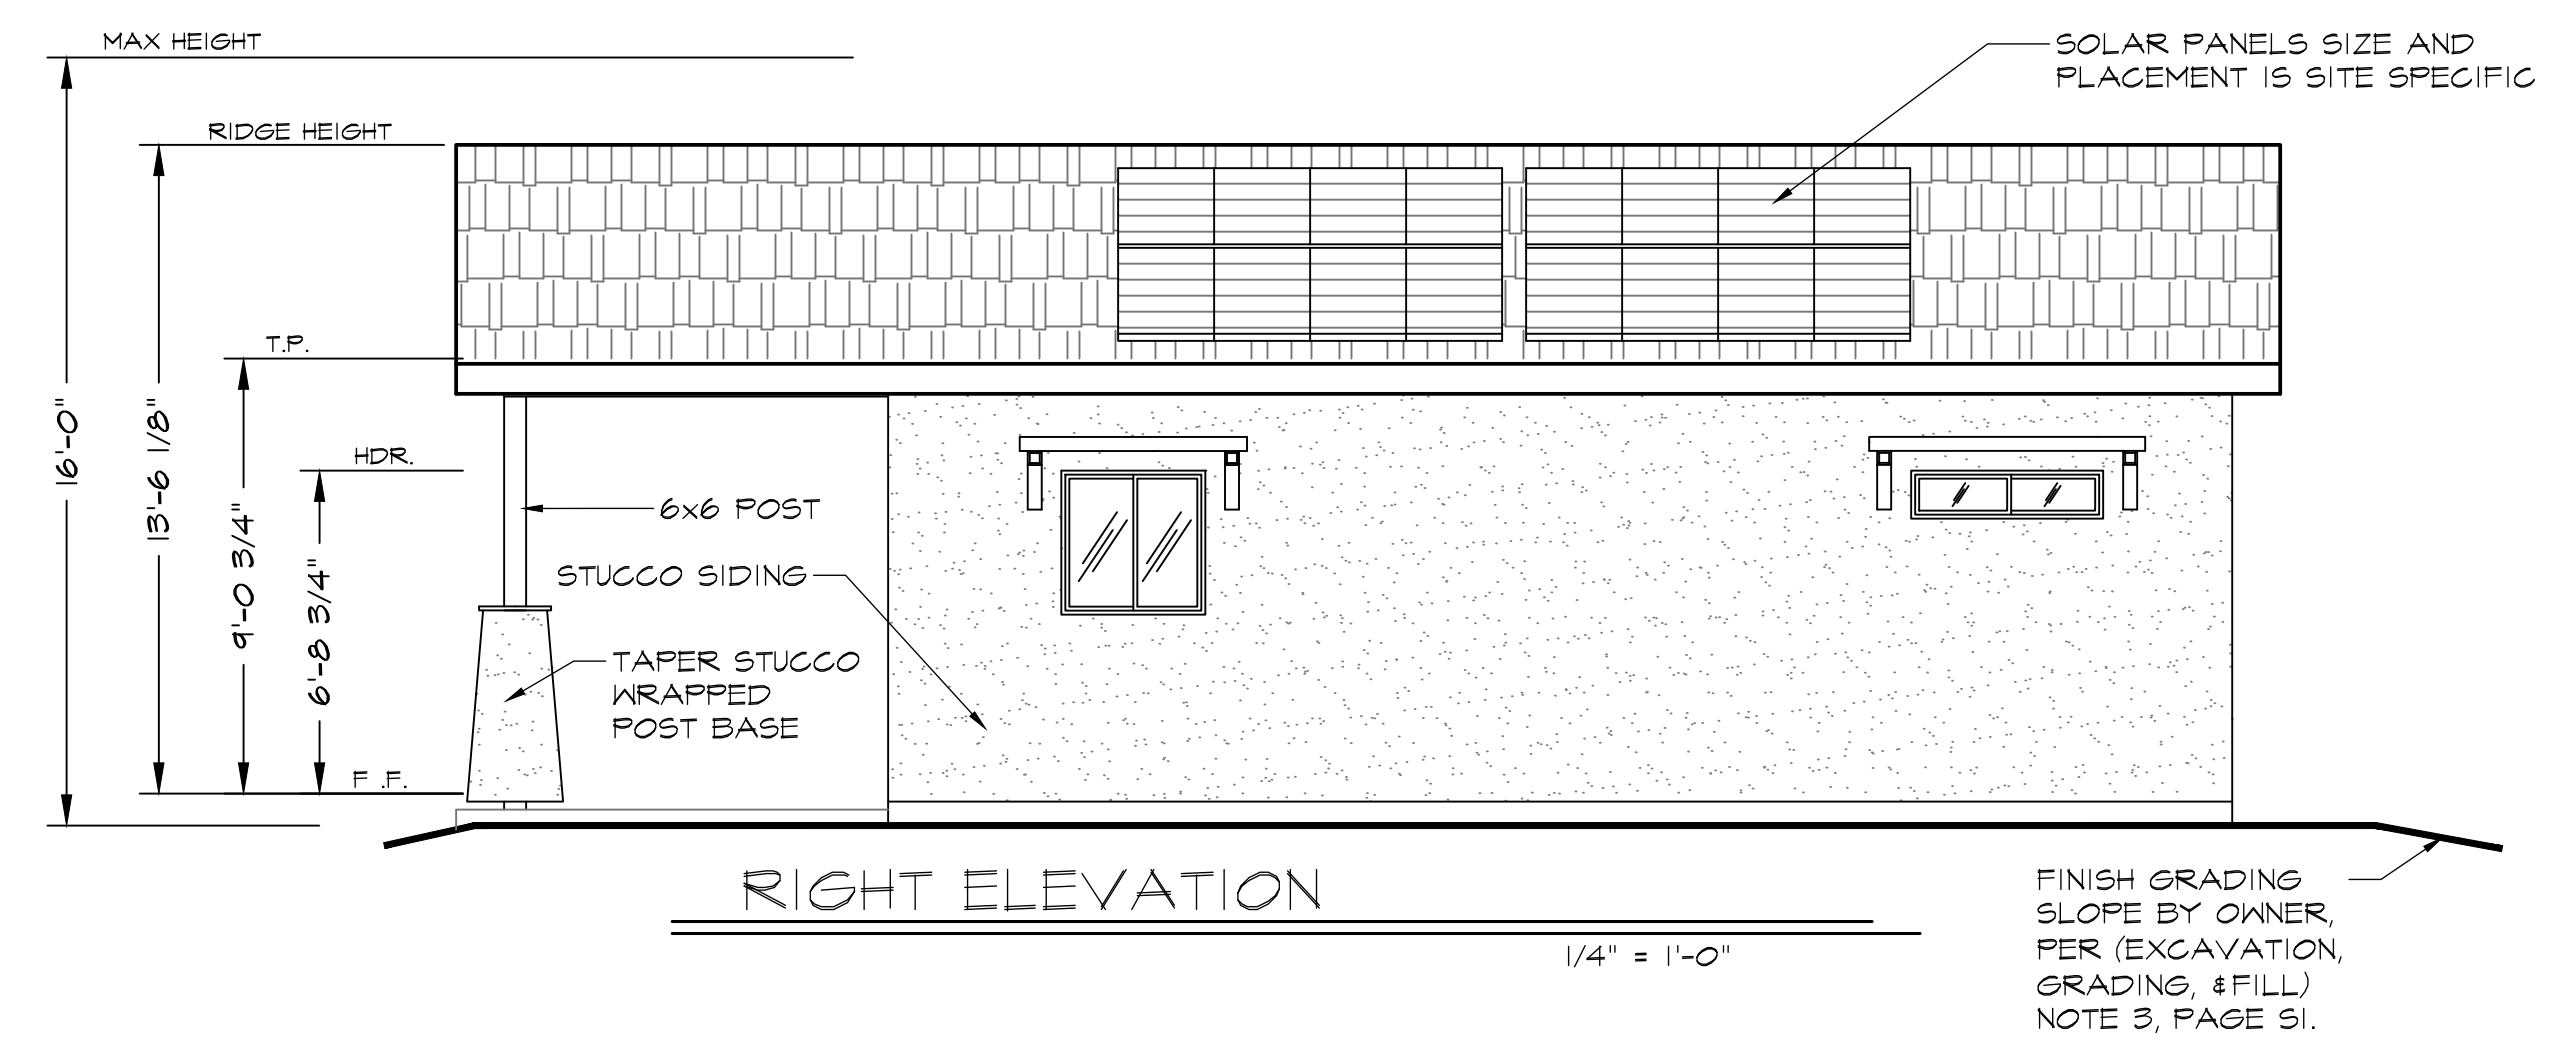 MAX HEIGHT
SOLAR PANELS SIZE AND
PLACEMENT IS SITE SPECIFIC
RIDGE HEIGHT
T.P.
HDR.
16'-0"
13'-6 1/8"
9'-0 3/4"
6'-8 3/4"
6x6 POST
STUCCO SIDING
TAPER STUCCO
WRAPPED
POST BASE
F .F.
RIGHT ELEVATION
1/4" = 1'-0"
FINISH GRADING
SLOPE BY OWNER,
PER (EXCAVATION,
GRADING, &FILL)
NOTE 3, PAGE S1.